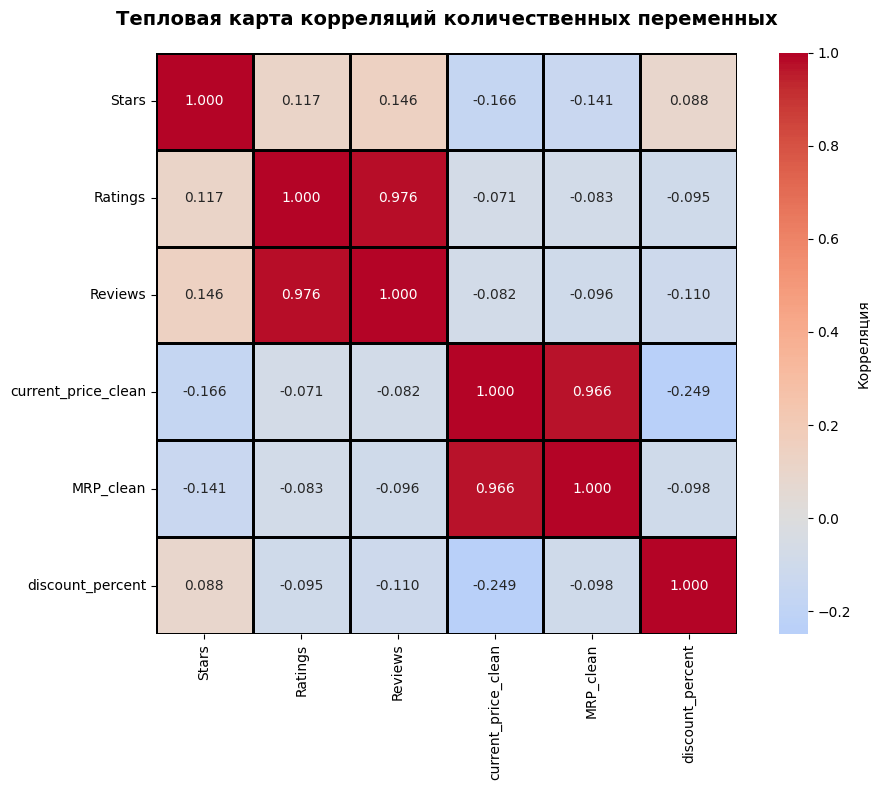 Тепловая карта корреляций количественных переменных
Stars 1.000 0.117 0.146 -0.166 -0.141 0.088
Ratings 0.117 1.000 0.976 -0.071 -0.083 -0.095
Reviews 0.146 0.976 1.000 -0.082 -0.096 -0.110
current_price_clean -0.166 -0.071 -0.082 1.000 0.966 -0.249
MRP_clean -0.141 -0.083 -0.096 0.966 1.000 -0.098
discount_percent 0.088 -0.095 -0.110 -0.249 -0.098 1.000
Stars
Ratings
Reviews
current_price_clean
MRP_clean
discount_percent
1.0
0.8
0.6
0.4
0.2
0.0
−0.2
Корреляция